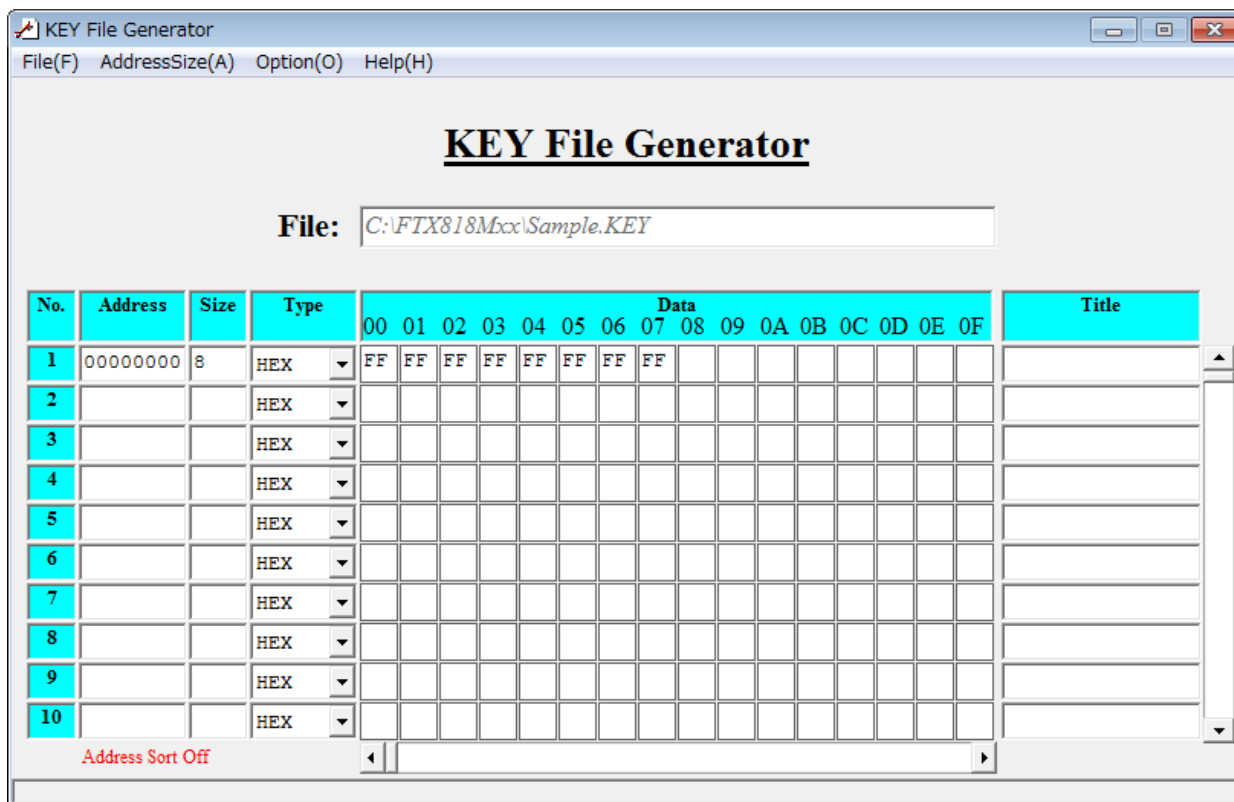 KEY File Generator
File(F) AddressSize(A) Option(O) Help(H)
KEY File Generator
File: C:\FTX818Mxx\Sample.KEY
No. Address Size Type Data Title
00 01 02 03 04 05 06 07 08 09 0A 0B 0C 0D 0E 0F
1 00000000 8 HEX FF FF FF FF FF FF FF FF
2 HEX
3 HEX
4 HEX
5 HEX
6 HEX
7 HEX
8 HEX
9 HEX
10 HEX
Address Sort Off